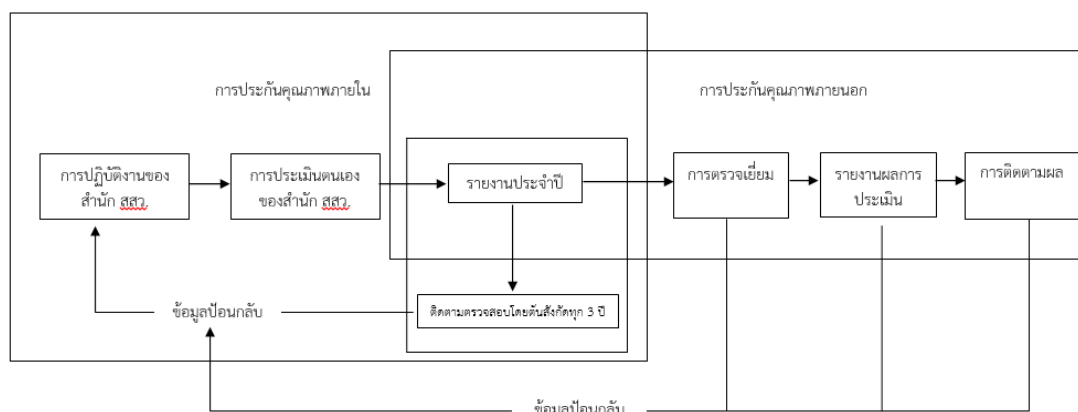 การประกันคุณภาพภายใน
การประกันคุณภาพภายนอก
การปฏิบัติงานของ
สำนัก สสว.
การประเมินตนเอง
ของสำนัก สสว.
รายงานประจำปี
การตรวจเยี่ยม
รายงานผลการ
ประเมิน
การติดตามผล
ติดตามตรวจสอบโดยต้นสังกัดทุก 3 ปี
ข้อมูลป้อนกลับ
ข้อมูลป้อนกลับ